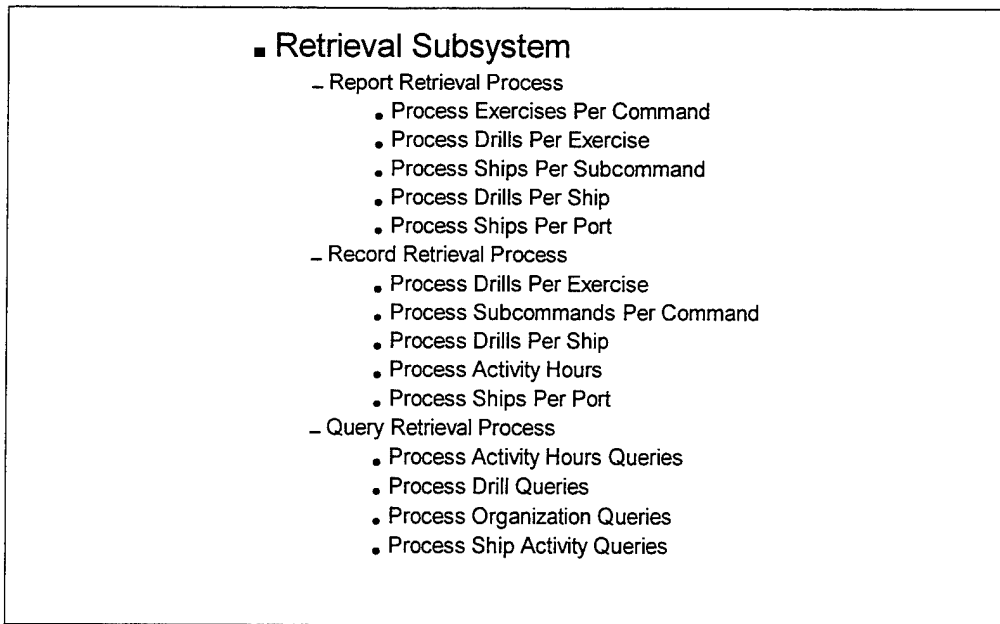 ▪ Retrieval Subsystem
– Report Retrieval Process
• Process Exercises Per Command
• Process Drills Per Exercise
• Process Ships Per Subcommand
• Process Drills Per Ship
• Process Ships Per Port
– Record Retrieval Process
• Process Drills Per Exercise
• Process Subcommands Per Command
• Process Drills Per Ship
• Process Activity Hours
• Process Ships Per Port
– Query Retrieval Process
• Process Activity Hours Queries
• Process Drill Queries
• Process Organization Queries
• Process Ship Activity Queries